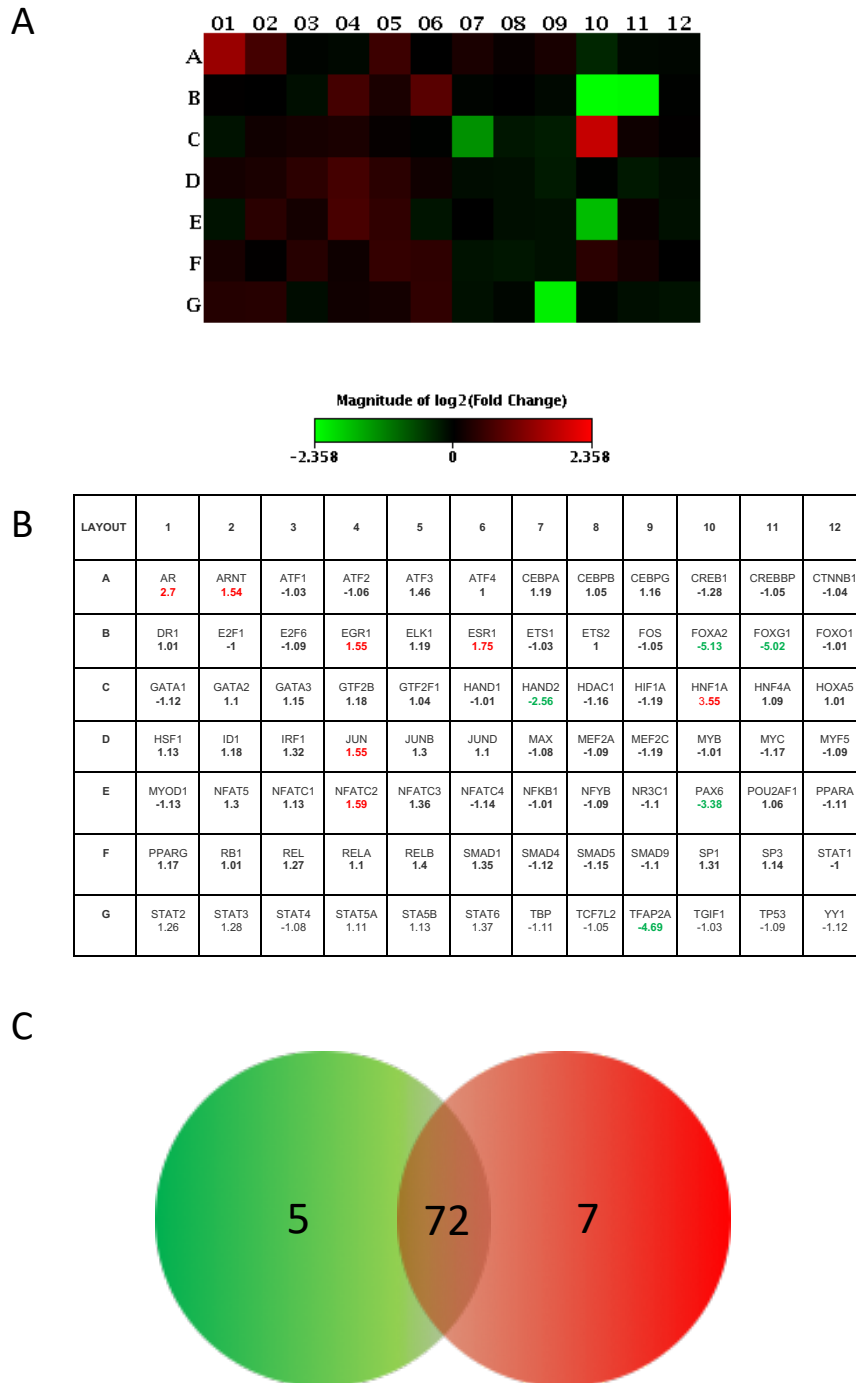 A
01 02 03 04 05 06 07 08 09 10 11 12
A
B
C
D
E
F
G
Magnitude of log2(Fold Change)
-2.358 0 2.358
B
LAYOUT 1 2 3 4 5 6 7 8 9 10 11 12
A AR ARNT ATF1 ATF2 ATF3 ATF4 CEBPA CEBPB CEBPG CREB1 CREBBP CTNNB1
2.7 1.54 -1.03 -1.06 1.46 1 1.19 1.05 1.16 -1.28 -1.05 -1.04
B DR1 E2F1 E2F6 EGR1 ELK1 ESR1 ETS1 ETS2 FOS FOXA2 FOXG1 FOXO1
1.01 -1 -1.09 1.55 1.19 1.75 -1.03 1 -1.05 -5.13 -5.02 -1.01
C GATA1 GATA2 GATA3 GTF2B GTF2F1 HAND1 HAND2 HDAC1 HIF1A HNF1A HNF4A HOXA5
-1.12 1.1 1.15 1.18 1.04 -1.01 -2.56 -1.16 -1.19 3.55 1.09 1.01
D HSF1 ID1 IRF1 JUN JUNB JUND MAX MEF2A MEF2C MYB MYC MYF5
1.13 1.18 1.32 1.55 1.3 1.1 -1.08 -1.09 -1.19 -1.01 -1.17 -1.09
E MYOD1 NFAT5 NFATC1 NFATC2 NFATC3 NFATC4 NFKB1 NFYB NR3C1 PAX6 POU2AF1 PPARA
-1.13 1.3 1.13 1.59 1.36 -1.14 -1.01 -1.09 -1.1 -3.38 1.06 -1.11
F PPARG RB1 REL RELA RELB SMAD1 SMAD4 SMAD5 SMAD9 SP1 SP3 STAT1
1.17 1.01 1.27 1.1 1.4 1.35 -1.12 -1.15 -1.1 1.31 1.14 -1
G STAT2 STAT3 STAT4 STAT5A STA5B STAT6 TBP TCF7L2 TFAP2A TGIF1 TP53 YY1
1.26 1.28 -1.08 1.11 1.13 1.37 -1.11 -1.05 -4.69 -1.03 -1.09 -1.12
C
5 72 7